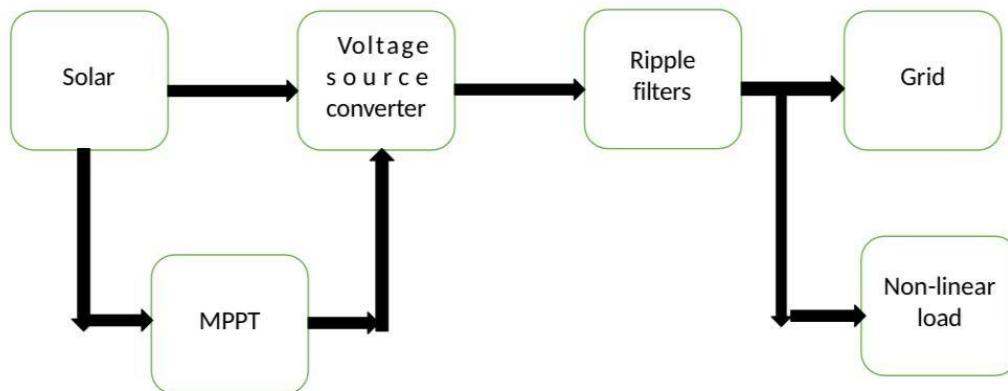 Solar
Voltage
source
converter
Ripple
filters
Grid
MPPT
Non-linear
load